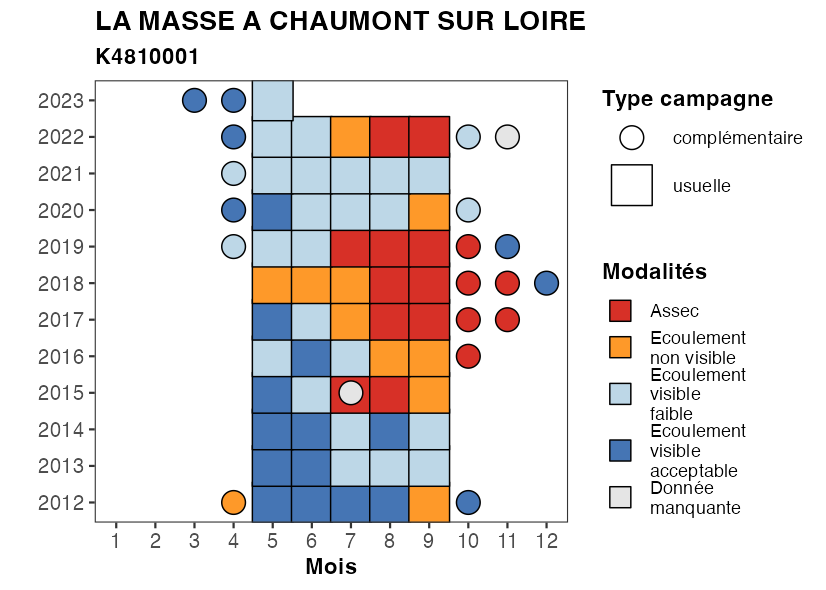 LA MASSE A CHAUMONT SUR LOIRE
K4810001
2023
2022
2021
2020
2019
2018
2017
2016
2015
2014
2013
2012
1 2 3 4 5 6 7 8 9 10 11 12
Mois
Type campagne
complémentaire
usuelle
Modalités
Assec
Ecoulement
non visible
Ecoulement
visible
faible
Ecoulement
visible
acceptable
Donnée
manquante